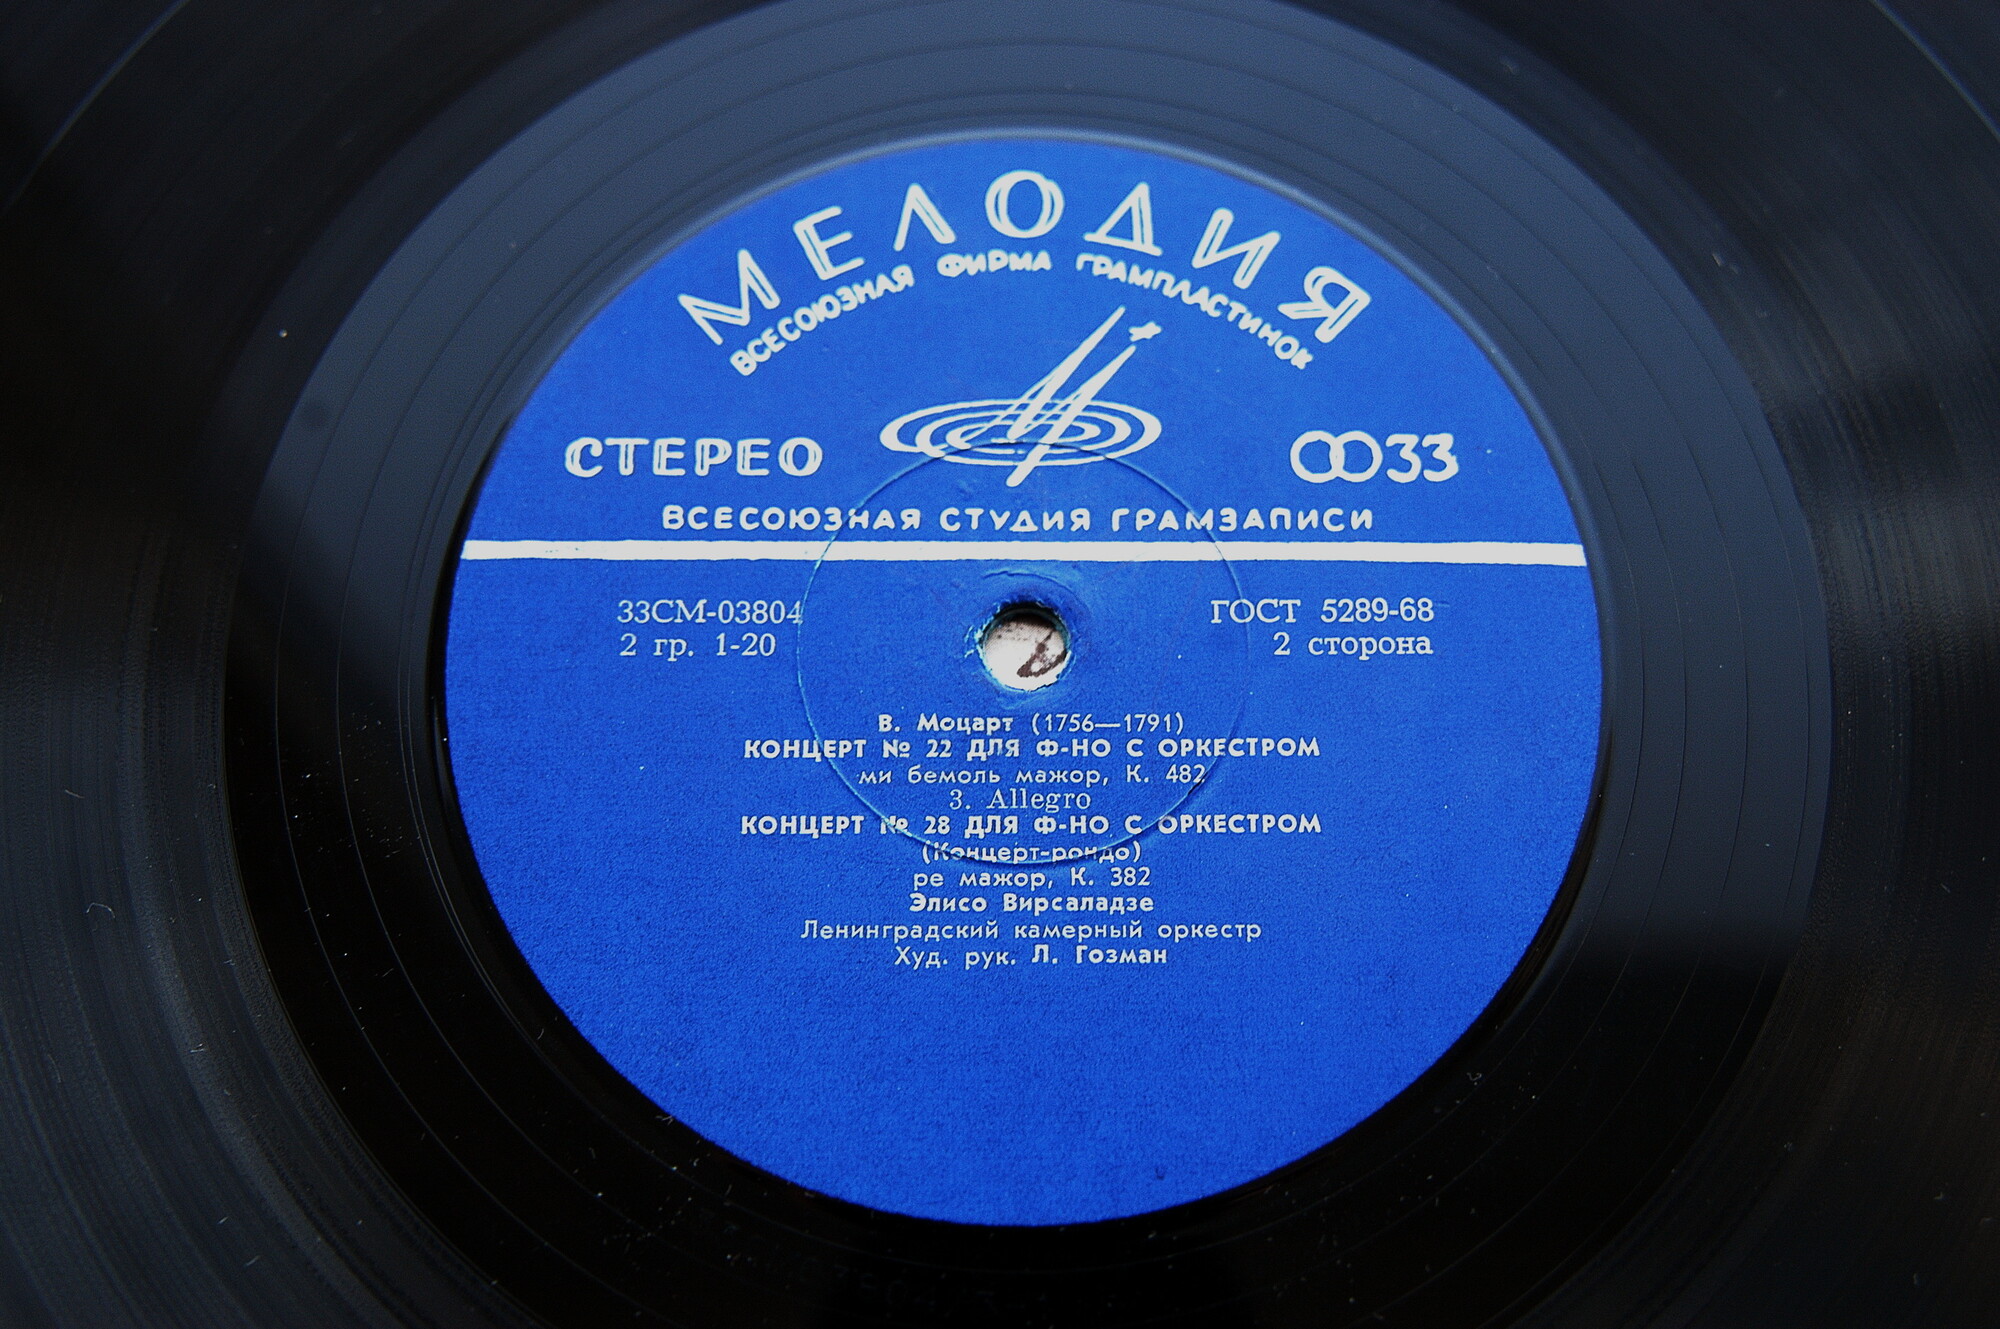 МЕЛОДИЯ
ВСЕСОЮЗНАЯ ФИРМА ГРАМПЛАСТИНОК
СТЕРЕО
33
ВСЕСОЮЗНАЯ СТУДИЯ ГРАМЗАПИСИ
33СМ-03804 ГОСТ 5289-68
2 гр. 1-20 2 сторона
В. Моцарт (1756—1791)
КОНЦЕРТ № 22 ДЛЯ Ф-НО С ОРКЕСТРОМ
ми бемоль мажор, К. 482
3. Allegro
КОНЦЕРТ № 28 ДЛЯ Ф-НО С ОРКЕСТРОМ
(Концерт-рондо)
ре мажор, К. 382
Элисо Вирсаладзе
Ленинградский камерный оркестр
Худ. рук. Л. Гозман